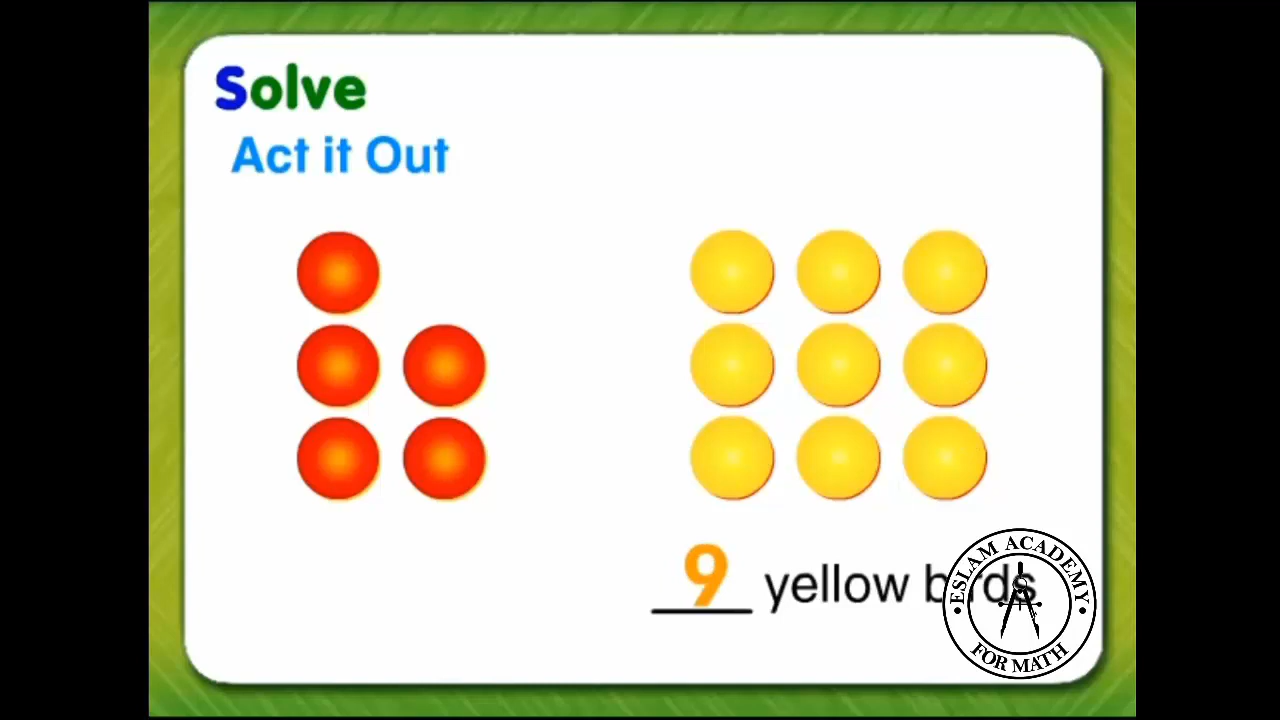 Solve
Act it Out
9 yellow birds
ESLAM ACADEMY
FOR MATH